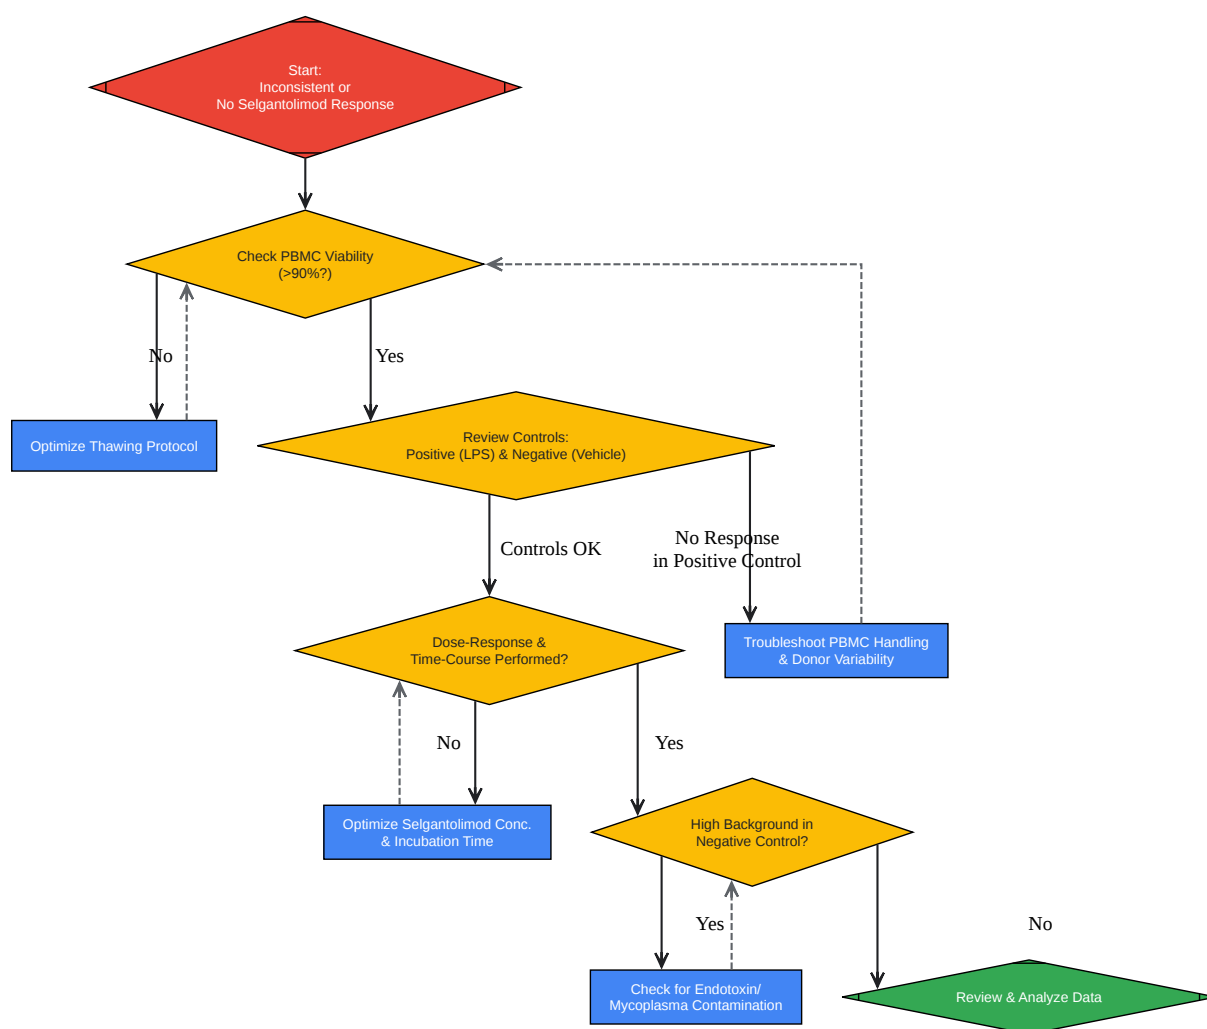 Start:
Inconsistent or
No Selgantolimod Response
Check PBMC Viability
(>90%?)
No
Yes
Optimize Thawing Protocol
Review Controls:
Positive (LPS) & Negative (Vehicle)
Controls OK
No Response
in Positive Control
Dose-Response &
Time-Course Performed?
Troubleshoot PBMC Handling
& Donor Variability
No
Yes
Optimize Selgantolimod Conc.
& Incubation Time
High Background in
Negative Control?
Yes
No
Check for Endotoxin/
Mycoplasma Contamination
Review & Analyze Data